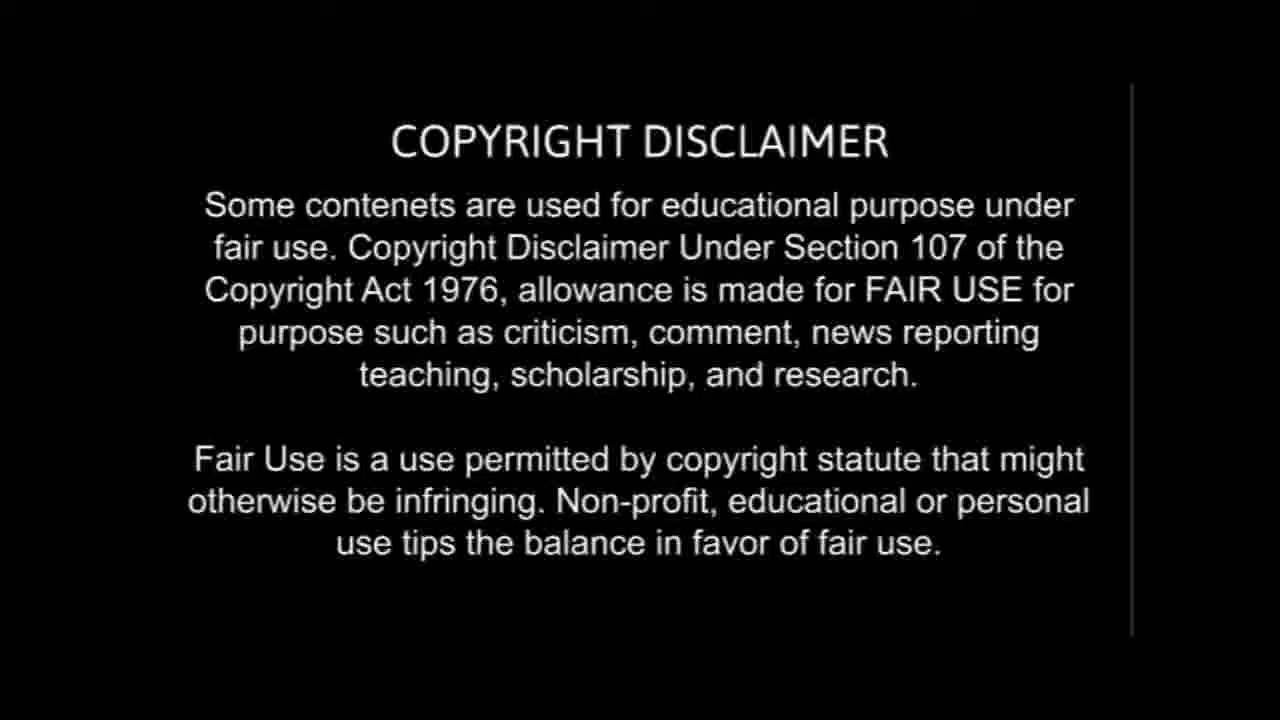 COPYRIGHT DISCLAIMER
Some contenets are used for educational purpose under
fair use. Copyright Disclaimer Under Section 107 of the
Copyright Act 1976, allowance is made for FAIR USE for
purpose such as criticism, comment, news reporting
teaching, scholarship, and research.
Fair Use is a use permitted by copyright statute that might
otherwise be infringing. Non-profit, educational or personal
use tips the balance in favor of fair use.